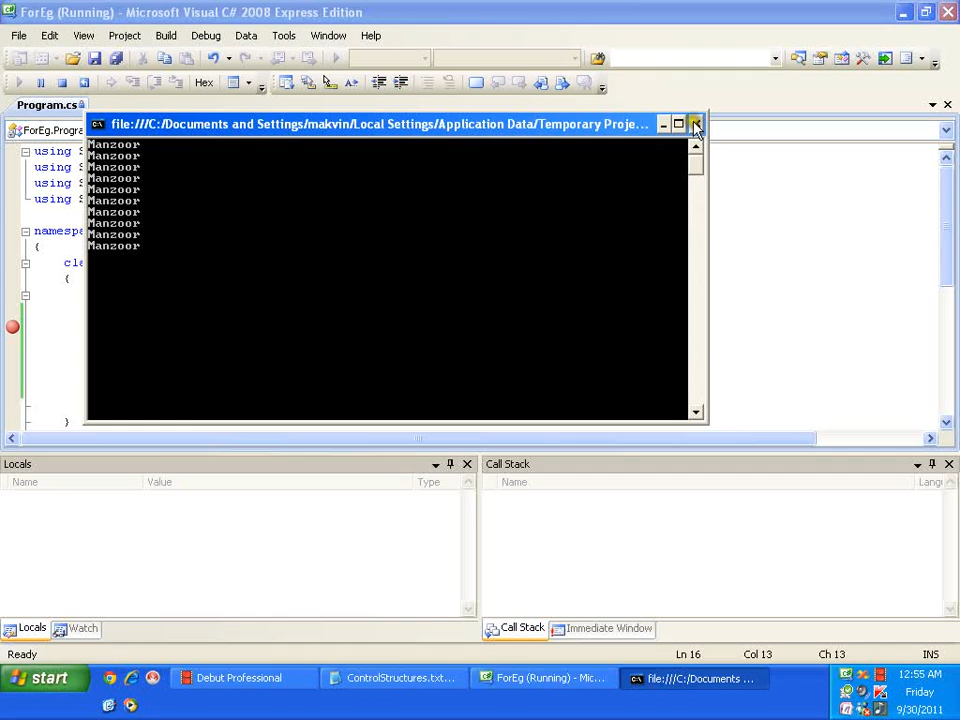 ForEg (Running) - Microsoft Visual C# 2008 Express Edition
File Edit View Project Build Debug Data Tools Window Help
Hex
Program.cs
file:///C:/Documents and Settings/makvin/Local Settings/Application Data/Temporary Proje...
ForEg.Progra
Manzoor
Manzoor
Manzoor
Manzoor
Manzoor
Manzoor
Manzoor
Manzoor
Manzoor
Manzoor
using S
using S
using S
using S
namespa
{
cla
{
}
Locals
Call Stack
Name Value Type
Name Langu
Locals Watch
Call Stack Immediate Window
Ready Ln 16 Col 13 Ch 13 INS
start Debut Professional ControlStructures.txt... ForEg (Running) - Mic... file:///C:/Documents ...
12:55 AM
Friday
9/30/2011